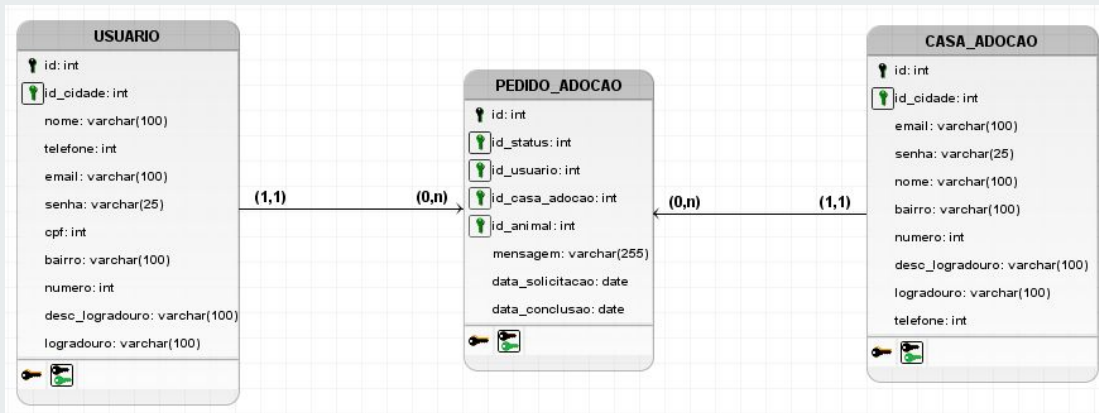 USUARIO
id: int
id_cidade: int
nome: varchar(100)
telefone: int
email: varchar(100)
senha: varchar(25)
cpf: int
bairro: varchar(100)
numero: int
desc_logradouro: varchar(100)
logradouro: varchar(100)
(1,1)
(0,n)
PEDIDO_ADOCAO
id: int
id_status: int
id_usuario: int
id_casa_adocao: int
id_animal: int
mensagem: varchar(255)
data_solicitacao: date
data_conclusao: date
(0,n)
(1,1)
CASA_ADOCAO
id: int
id_cidade: int
email: varchar(100)
senha: varchar(25)
nome: varchar(100)
bairro: varchar(100)
numero: int
desc_logradouro: varchar(100)
logradouro: varchar(100)
telefone: int